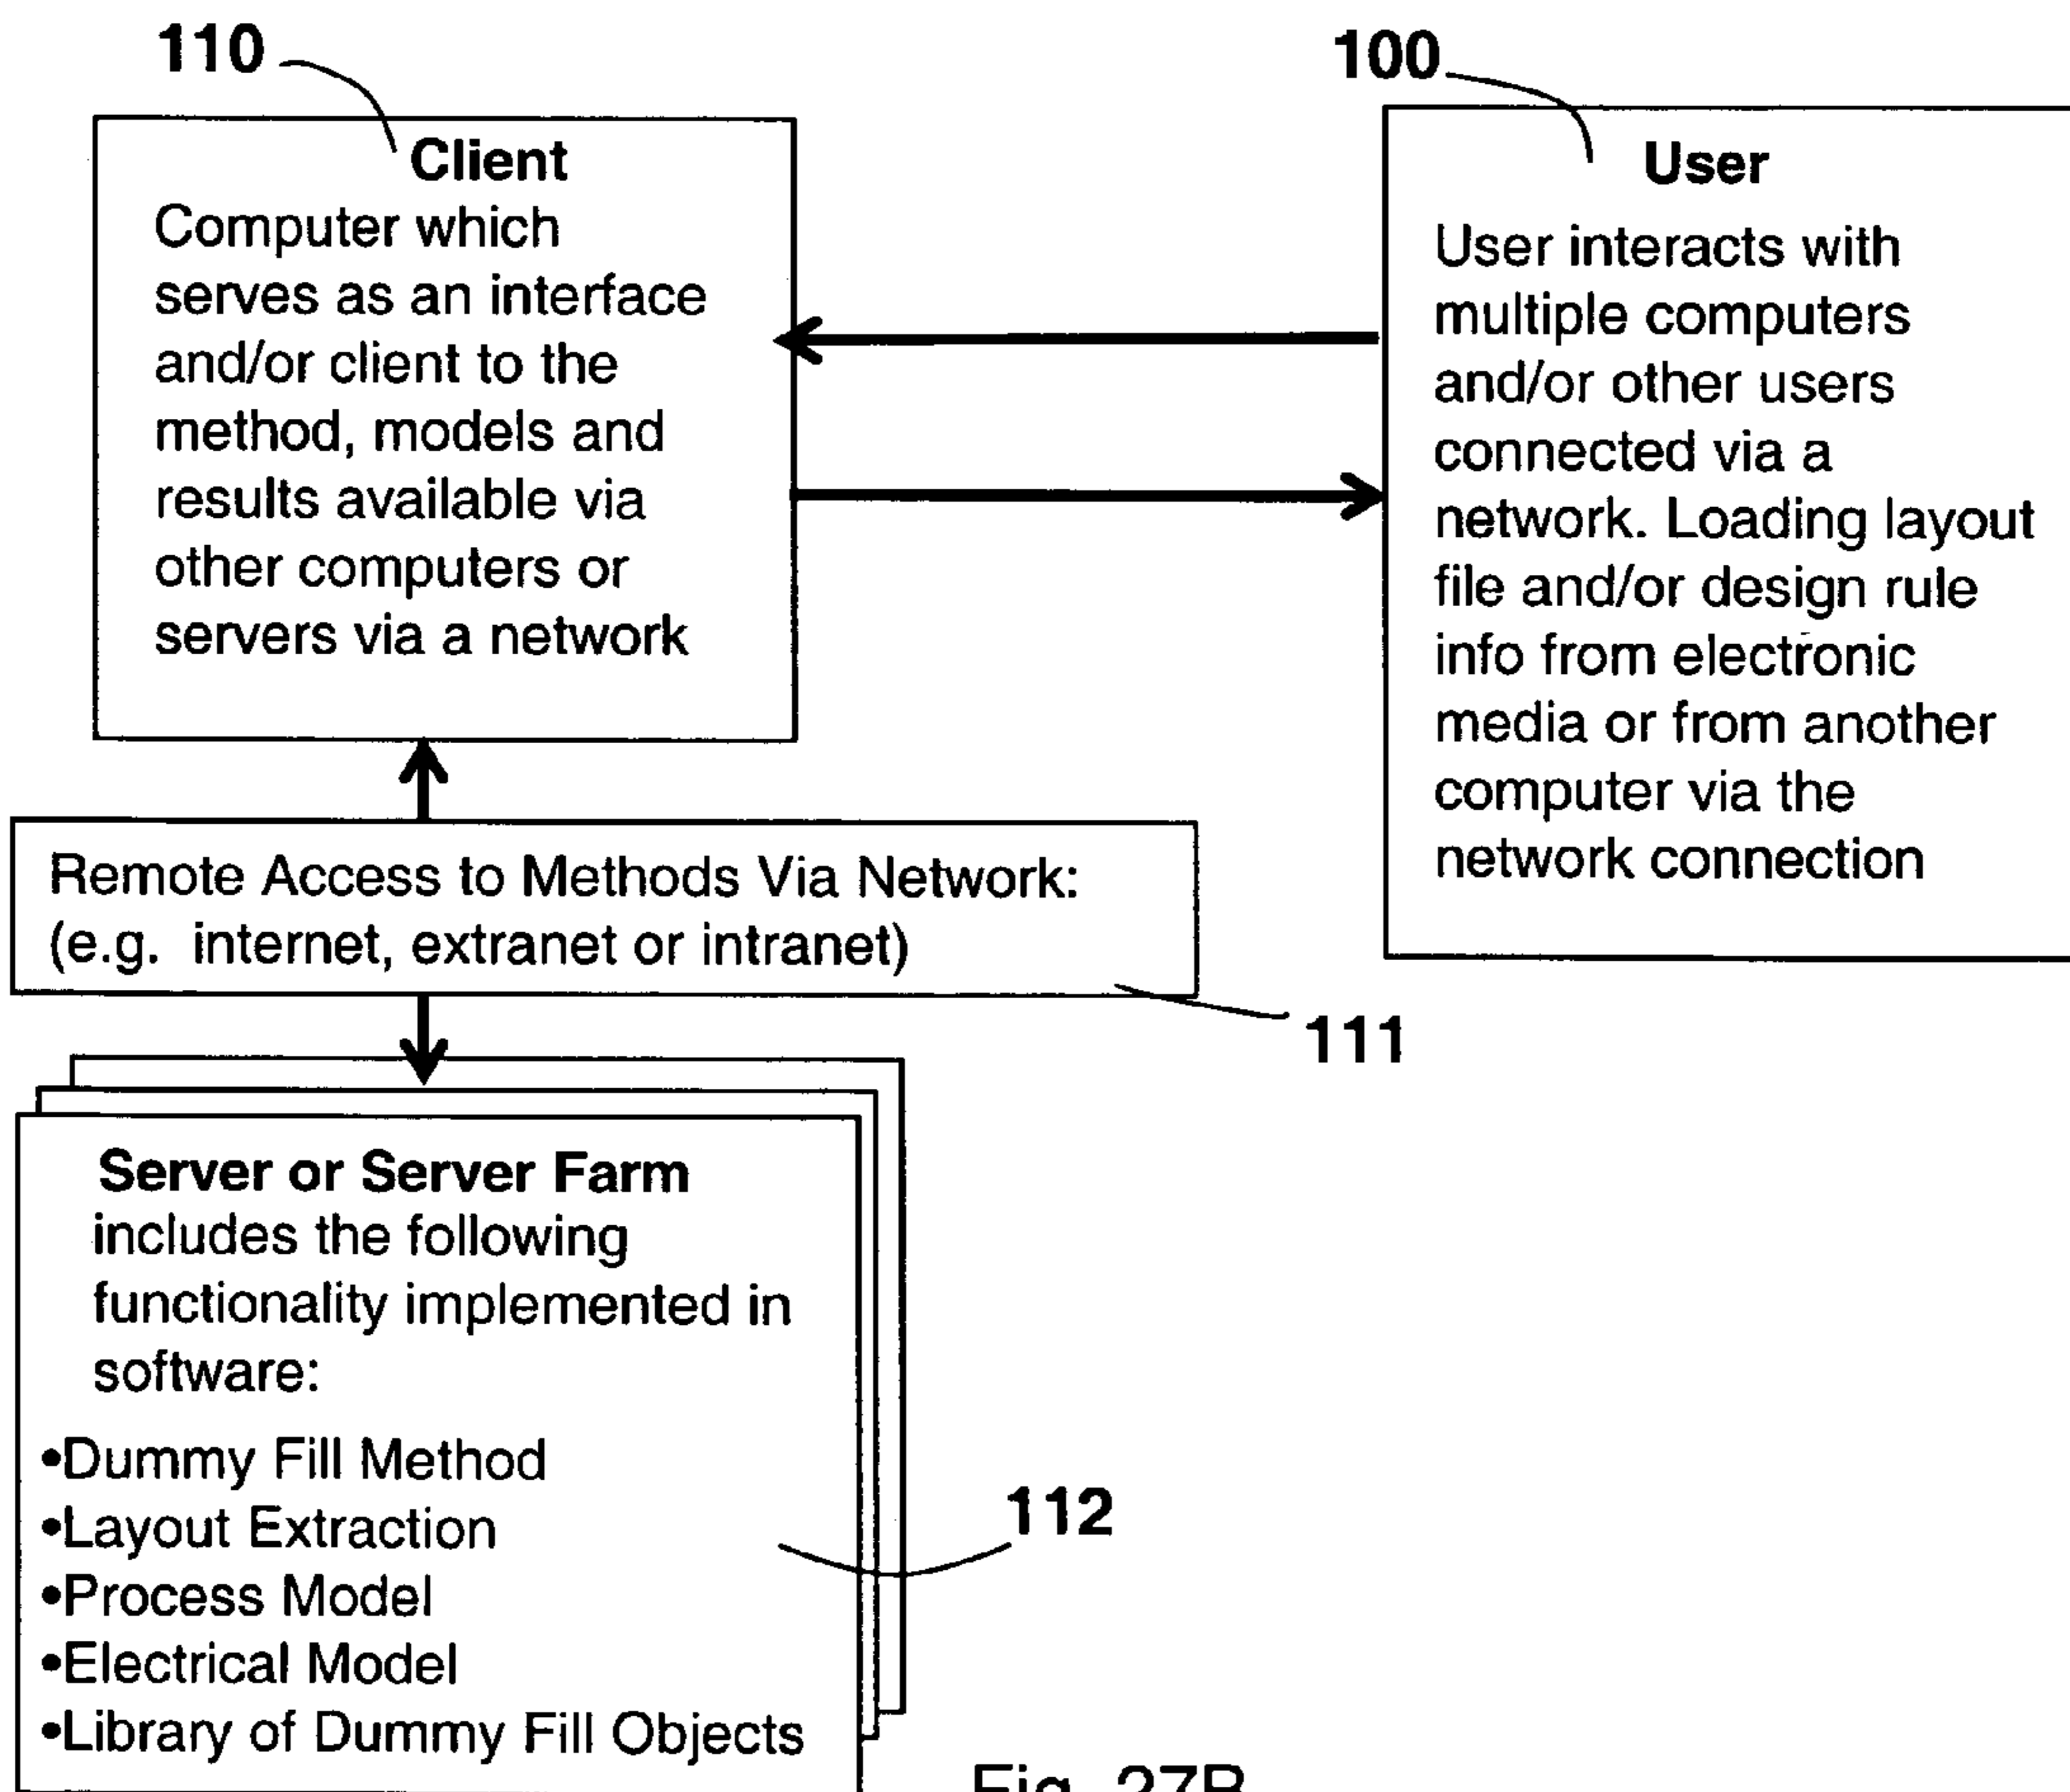 110
Client
Computer which
serves as an interface
and/or client to the
method, models and
results available via
other computers or
servers via a network
100
User
User interacts with
multiple computers
and/or other users
connected via a
network. Loading layout
file and/or design rule
info from electronic
media or from another
computer via the
network connection
Remote Access to Methods Via Network:
(e.g. internet, extranet or intranet)
111
Server or Server Farm
includes the following
functionality implemented in
software:
•Dummy Fill Method
•Layout Extraction
•Process Model
•Electrical Model
•Library of Dummy Fill Objects
112
Fig. 27B